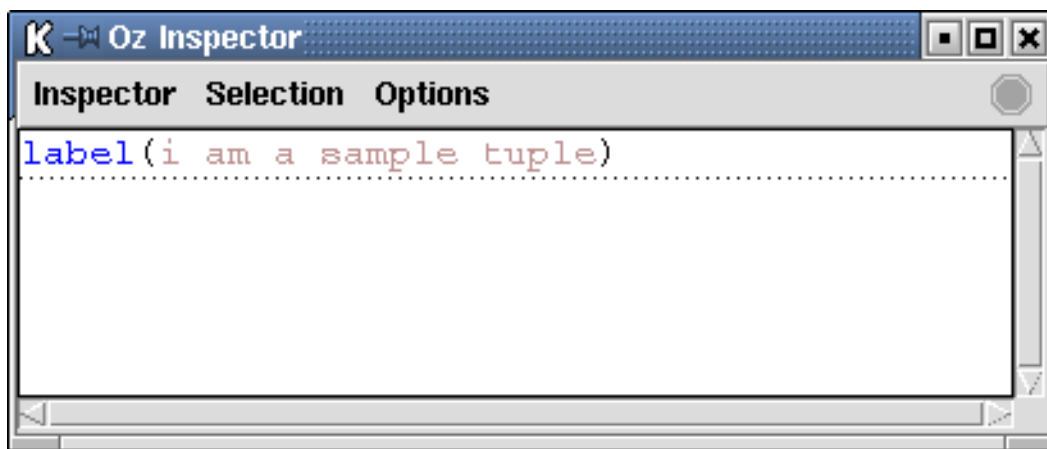 Oz Inspector
Inspector Selection Options
label(i am a sample tuple)